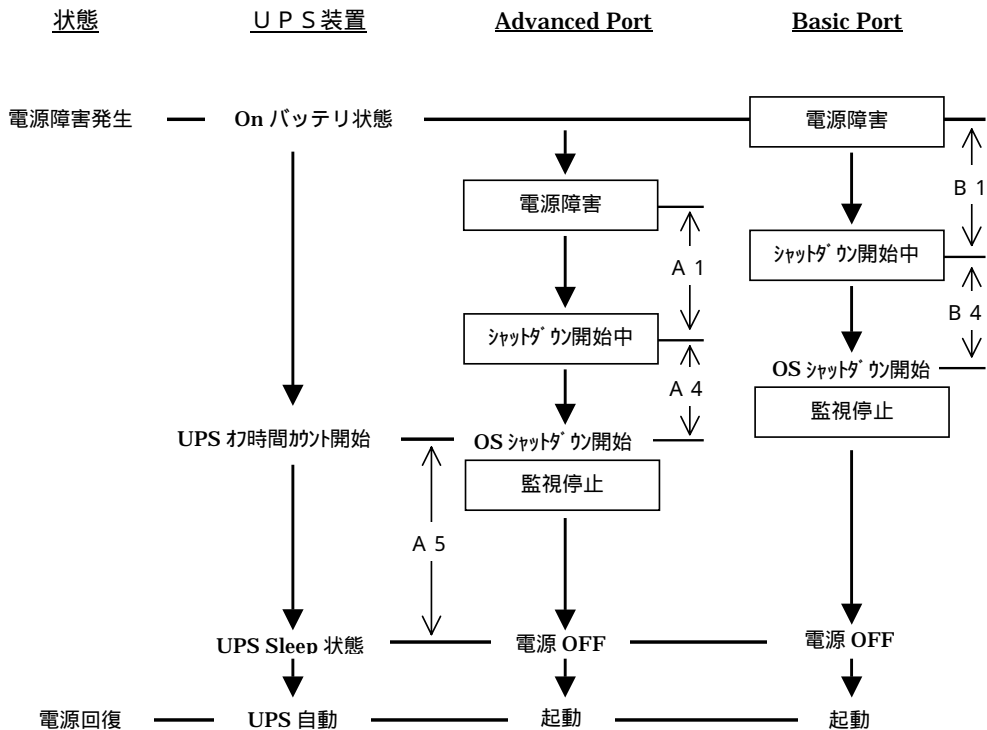 状態 ＵＰＳ装置 Advanced Port Basic Port
電源障害発生 On バッテリ状態 電源障害
Ｂ１
電源障害
ｼｬｯﾄﾀﾞｳﾝ開始中
Ａ１
Ｂ４
ｼｬｯﾄﾀﾞｳﾝ開始中
OS ｼｬｯﾄﾀﾞｳﾝ開始
Ａ４
監視停止
UPS ｵﾌ時間ｶｳﾝﾄ開始 OS ｼｬｯﾄﾀﾞｳﾝ開始
監視停止
Ａ５
UPS Sleep 状態 電源 OFF 電源 OFF
電源回復 UPS 自動 起動 起動